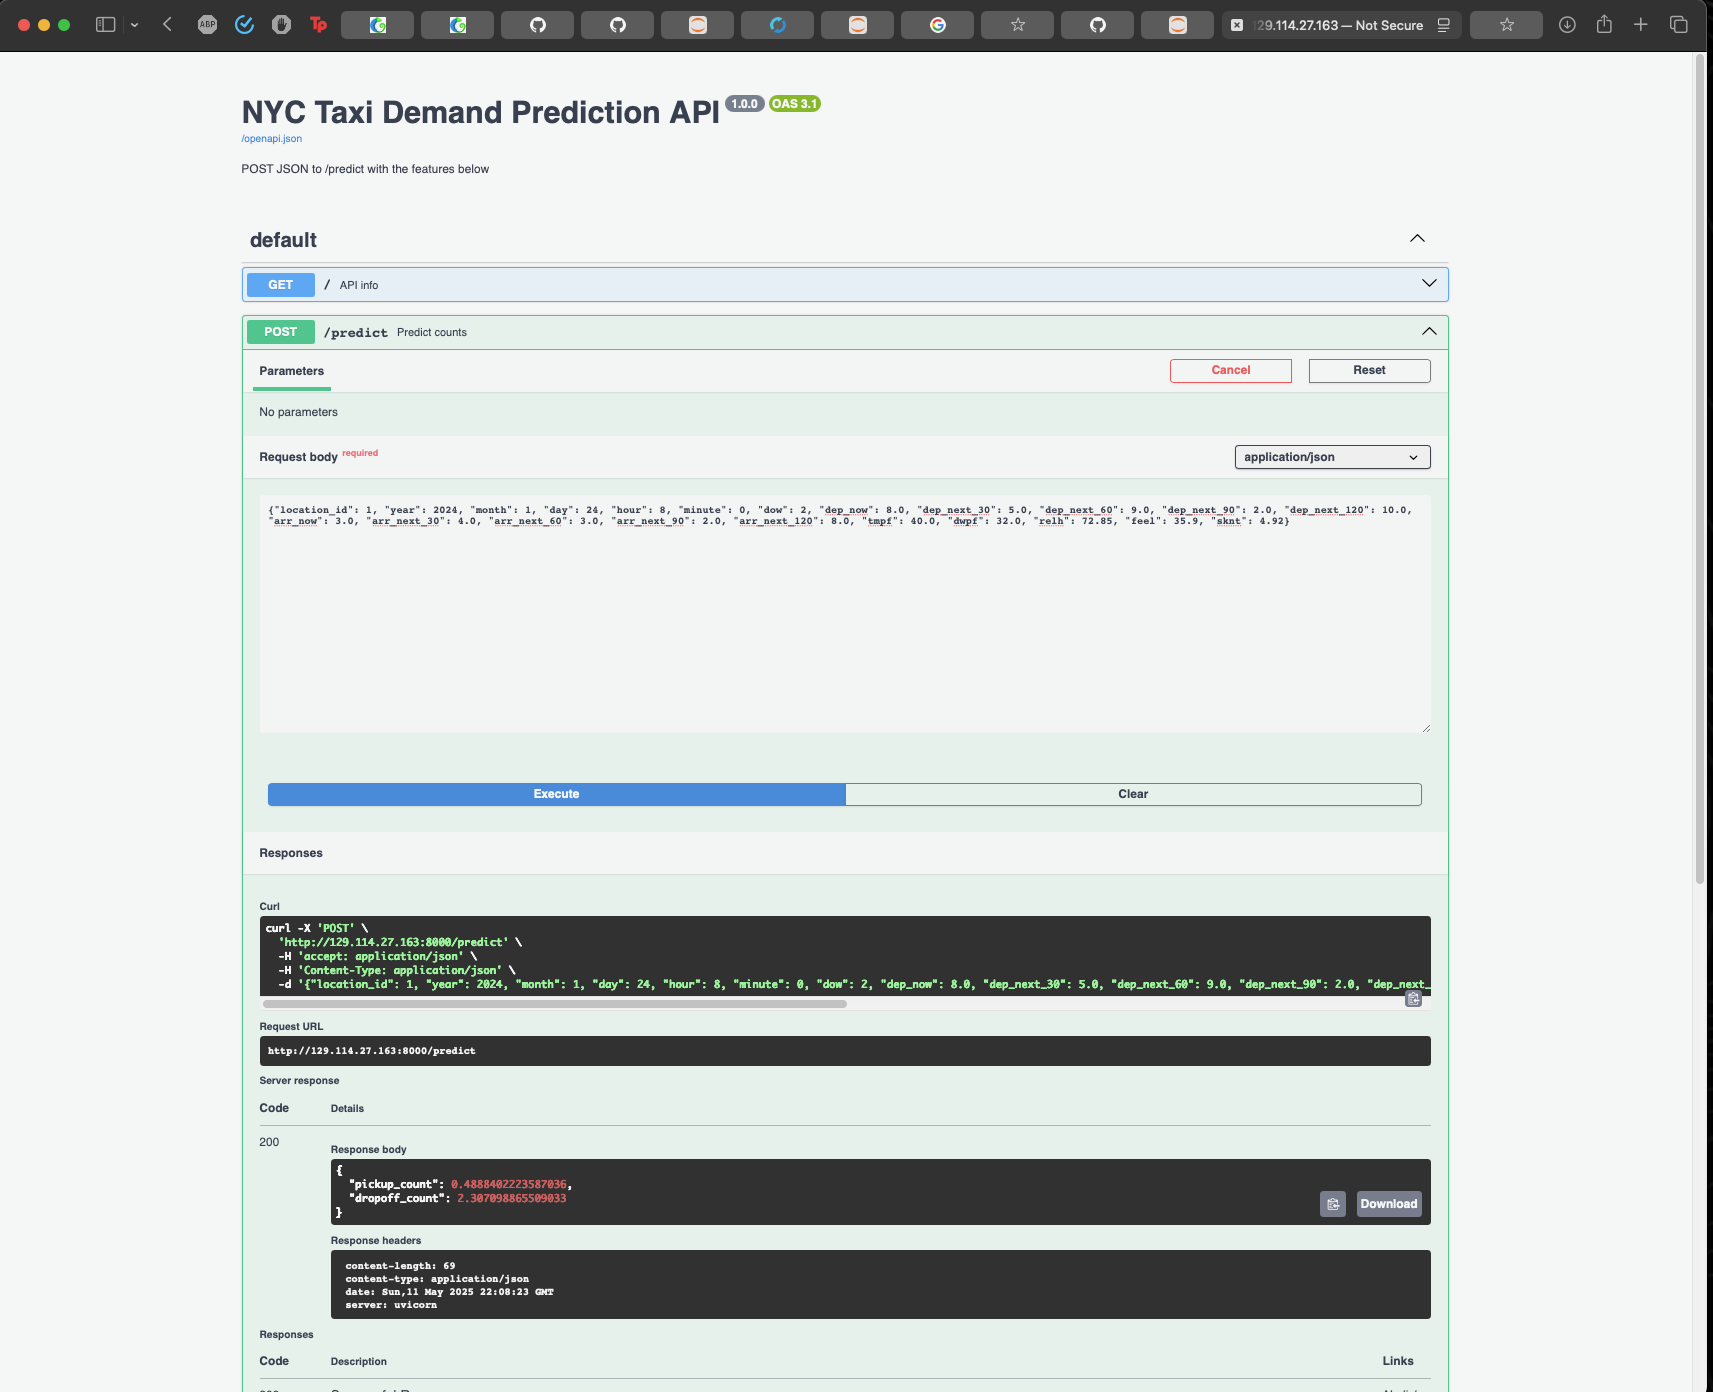 ABP
Tp
29.114.27.163 — Not Secure
NYC Taxi Demand Prediction API 1.0.0 OAS 3.1
/openapi.json
POST JSON to /predict with the features below
default
GET / API info
POST /predict Predict counts
Parameters
Cancel
Reset
No parameters
Request body required
application/json
{"location_id": 1, "year": 2024, "month": 1, "day": 24, "hour": 8, "minute": 0, "dow": 2, "dep_now": 8.0, "dep_next_30": 5.0, "dep_next_60": 9.0, "dep_next_90": 2.0, "dep_next_120": 10.0,
"arr_now": 3.0, "arr_next_30": 4.0, "arr_next_60": 3.0, "arr_next_90": 2.0, "arr_next_120": 8.0, "tmpf": 40.0, "dwpf": 32.0, "relh": 72.85, "feel": 35.9, "sknt": 4.92}
Execute
Clear
Responses
Curl
curl -X 'POST' \
'http://129.114.27.163:8000/predict' \
-H 'accept: application/json' \
-H 'Content-Type: application/json' \
-d '{"location_id": 1, "year": 2024, "month": 1, "day": 24, "hour": 8, "minute": 0, "dow": 2, "dep_now": 8.0, "dep_next_30": 5.0, "dep_next_60": 9.0, "dep_next_90": 2.0, "dep_next_
Request URL
http://129.114.27.163:8000/predict
Server response
Code Details
200
Response body
{
"pickup_count": 0.4888402223587036,
"dropoff_count": 2.307098865509033
}
Download
Response headers
content-length: 69
content-type: application/json
date: Sun,11 May 2025 22:08:23 GMT
server: uvicorn
Responses
Code Description Links